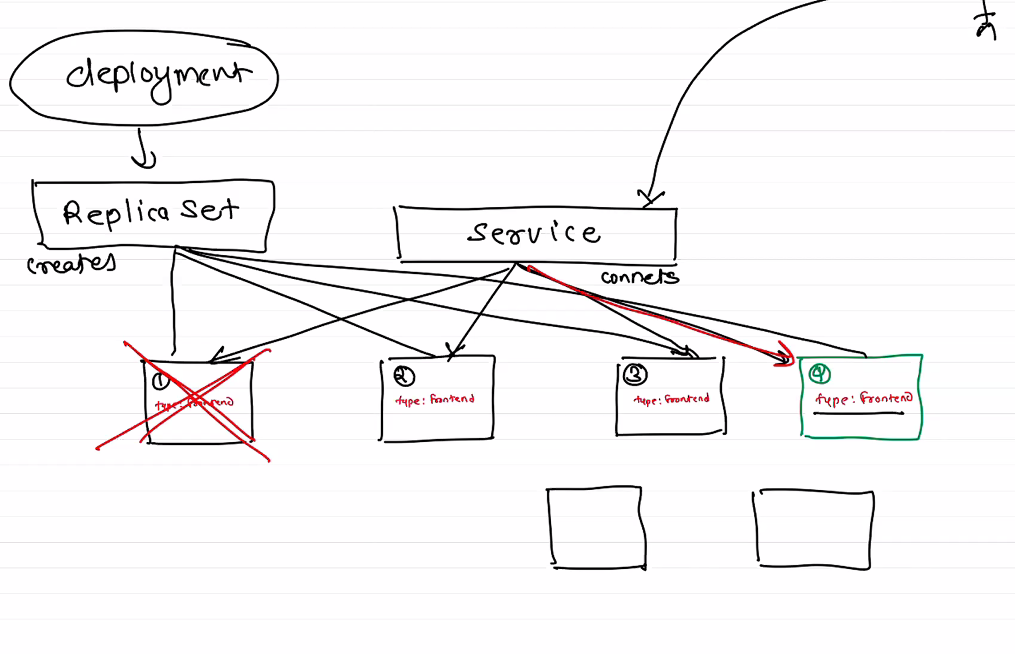 deployment
Replica Set
creates
Service
connets
1
type: frontend
2
type: frontend
3
type: frontend
4
type: frontend